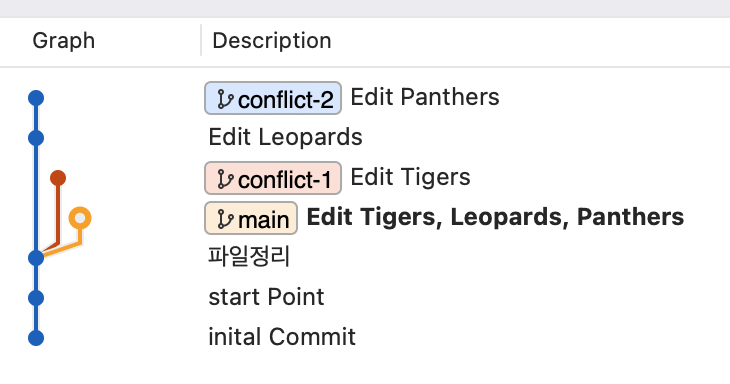 Graph Description
conflict-2 Edit Panthers
Edit Leopards
conflict-1 Edit Tigers
main Edit Tigers, Leopards, Panthers
파일정리
start Point
inital Commit